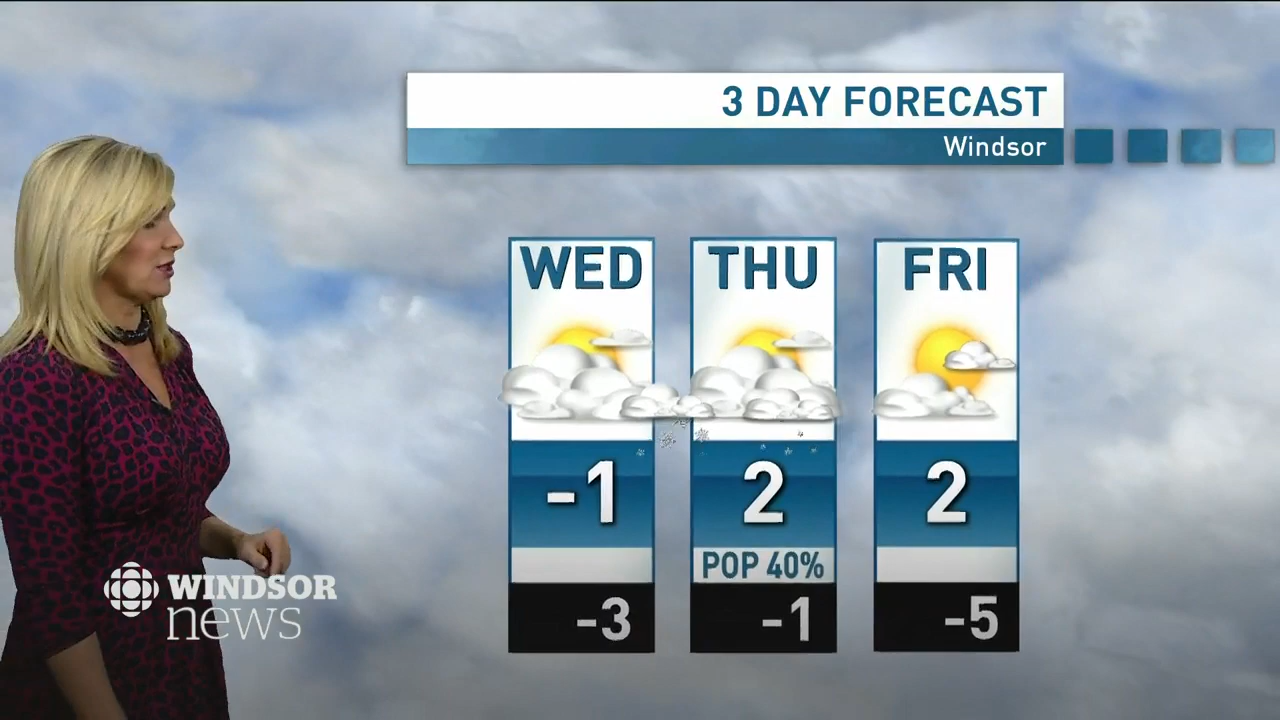 3 DAY FORECAST
Windsor
WED
THU
FRI
-1
2
2
POP 40%
-3
-1
-5
WINDSOR
news